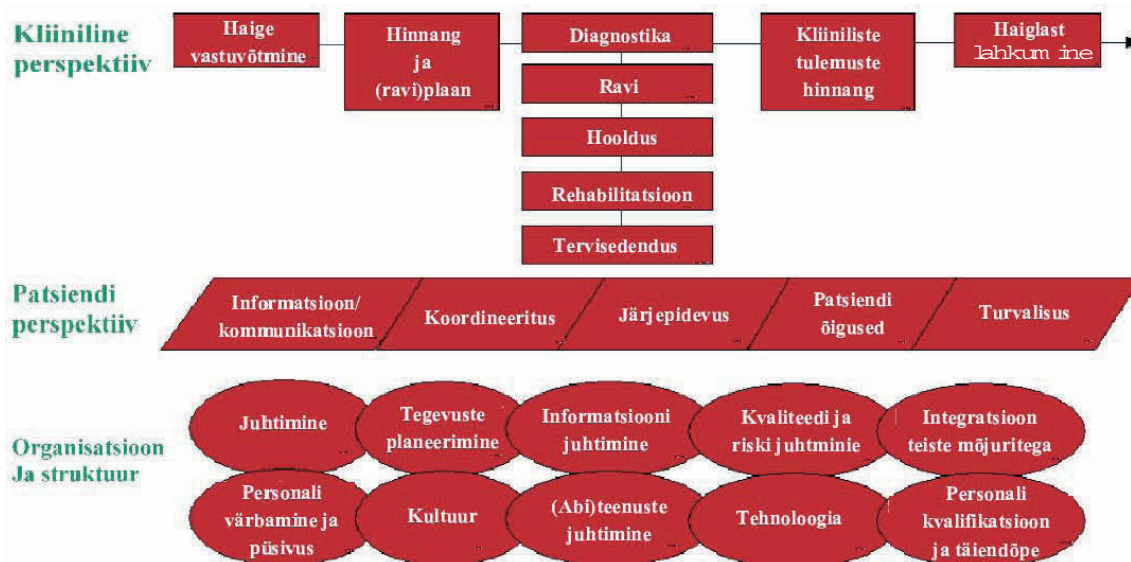 Kliiniline
perspektiiv
Haige
vastuvõtmine
Hinnang
ja
(ravi)plaan
Diagnostika
Ravi
Hooldus
Rehabilitatsioon
Tervisedendus
Kliiniliste
tulemuste
hinnang
Haiglast
lahkum ine
Patsiendi
perspektiiv
Informatsioon/
kommunikatsioon
Koordineeritus
Järjepidevus
Patsiendi
õigused
Turvalisus
Organisatsioon
Ja struktuur
Juhtimine
Tegevuste
planeerimine
Informatsiooni
juhtimine
Kvaliteedi ja
riski juhtminie
Integratsioon
teiste mõjuritega
Personali
värbamine ja
püsivus
Kultuur
(Abi)teenuste
juhtimine
Tehnoloogia
Personali
kvalifikatsioon
ja täiendõpe